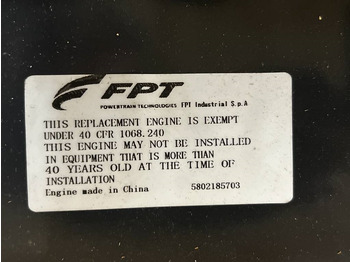 FPT
POWERTRAIN TECHNOLOGIES FPT Industrial S.p.A
THIS REPLACEMENT ENGINE IS EXEMPT
UNDER 40 CFR 1068.240
THIS ENGINE MAY NOT BE INSTALLED
IN EQUIPMENT THAT IS MORE THAN
40 YEARS OLD AT THE TIME OF
INSTALLATION
Engine made in China 5802185703